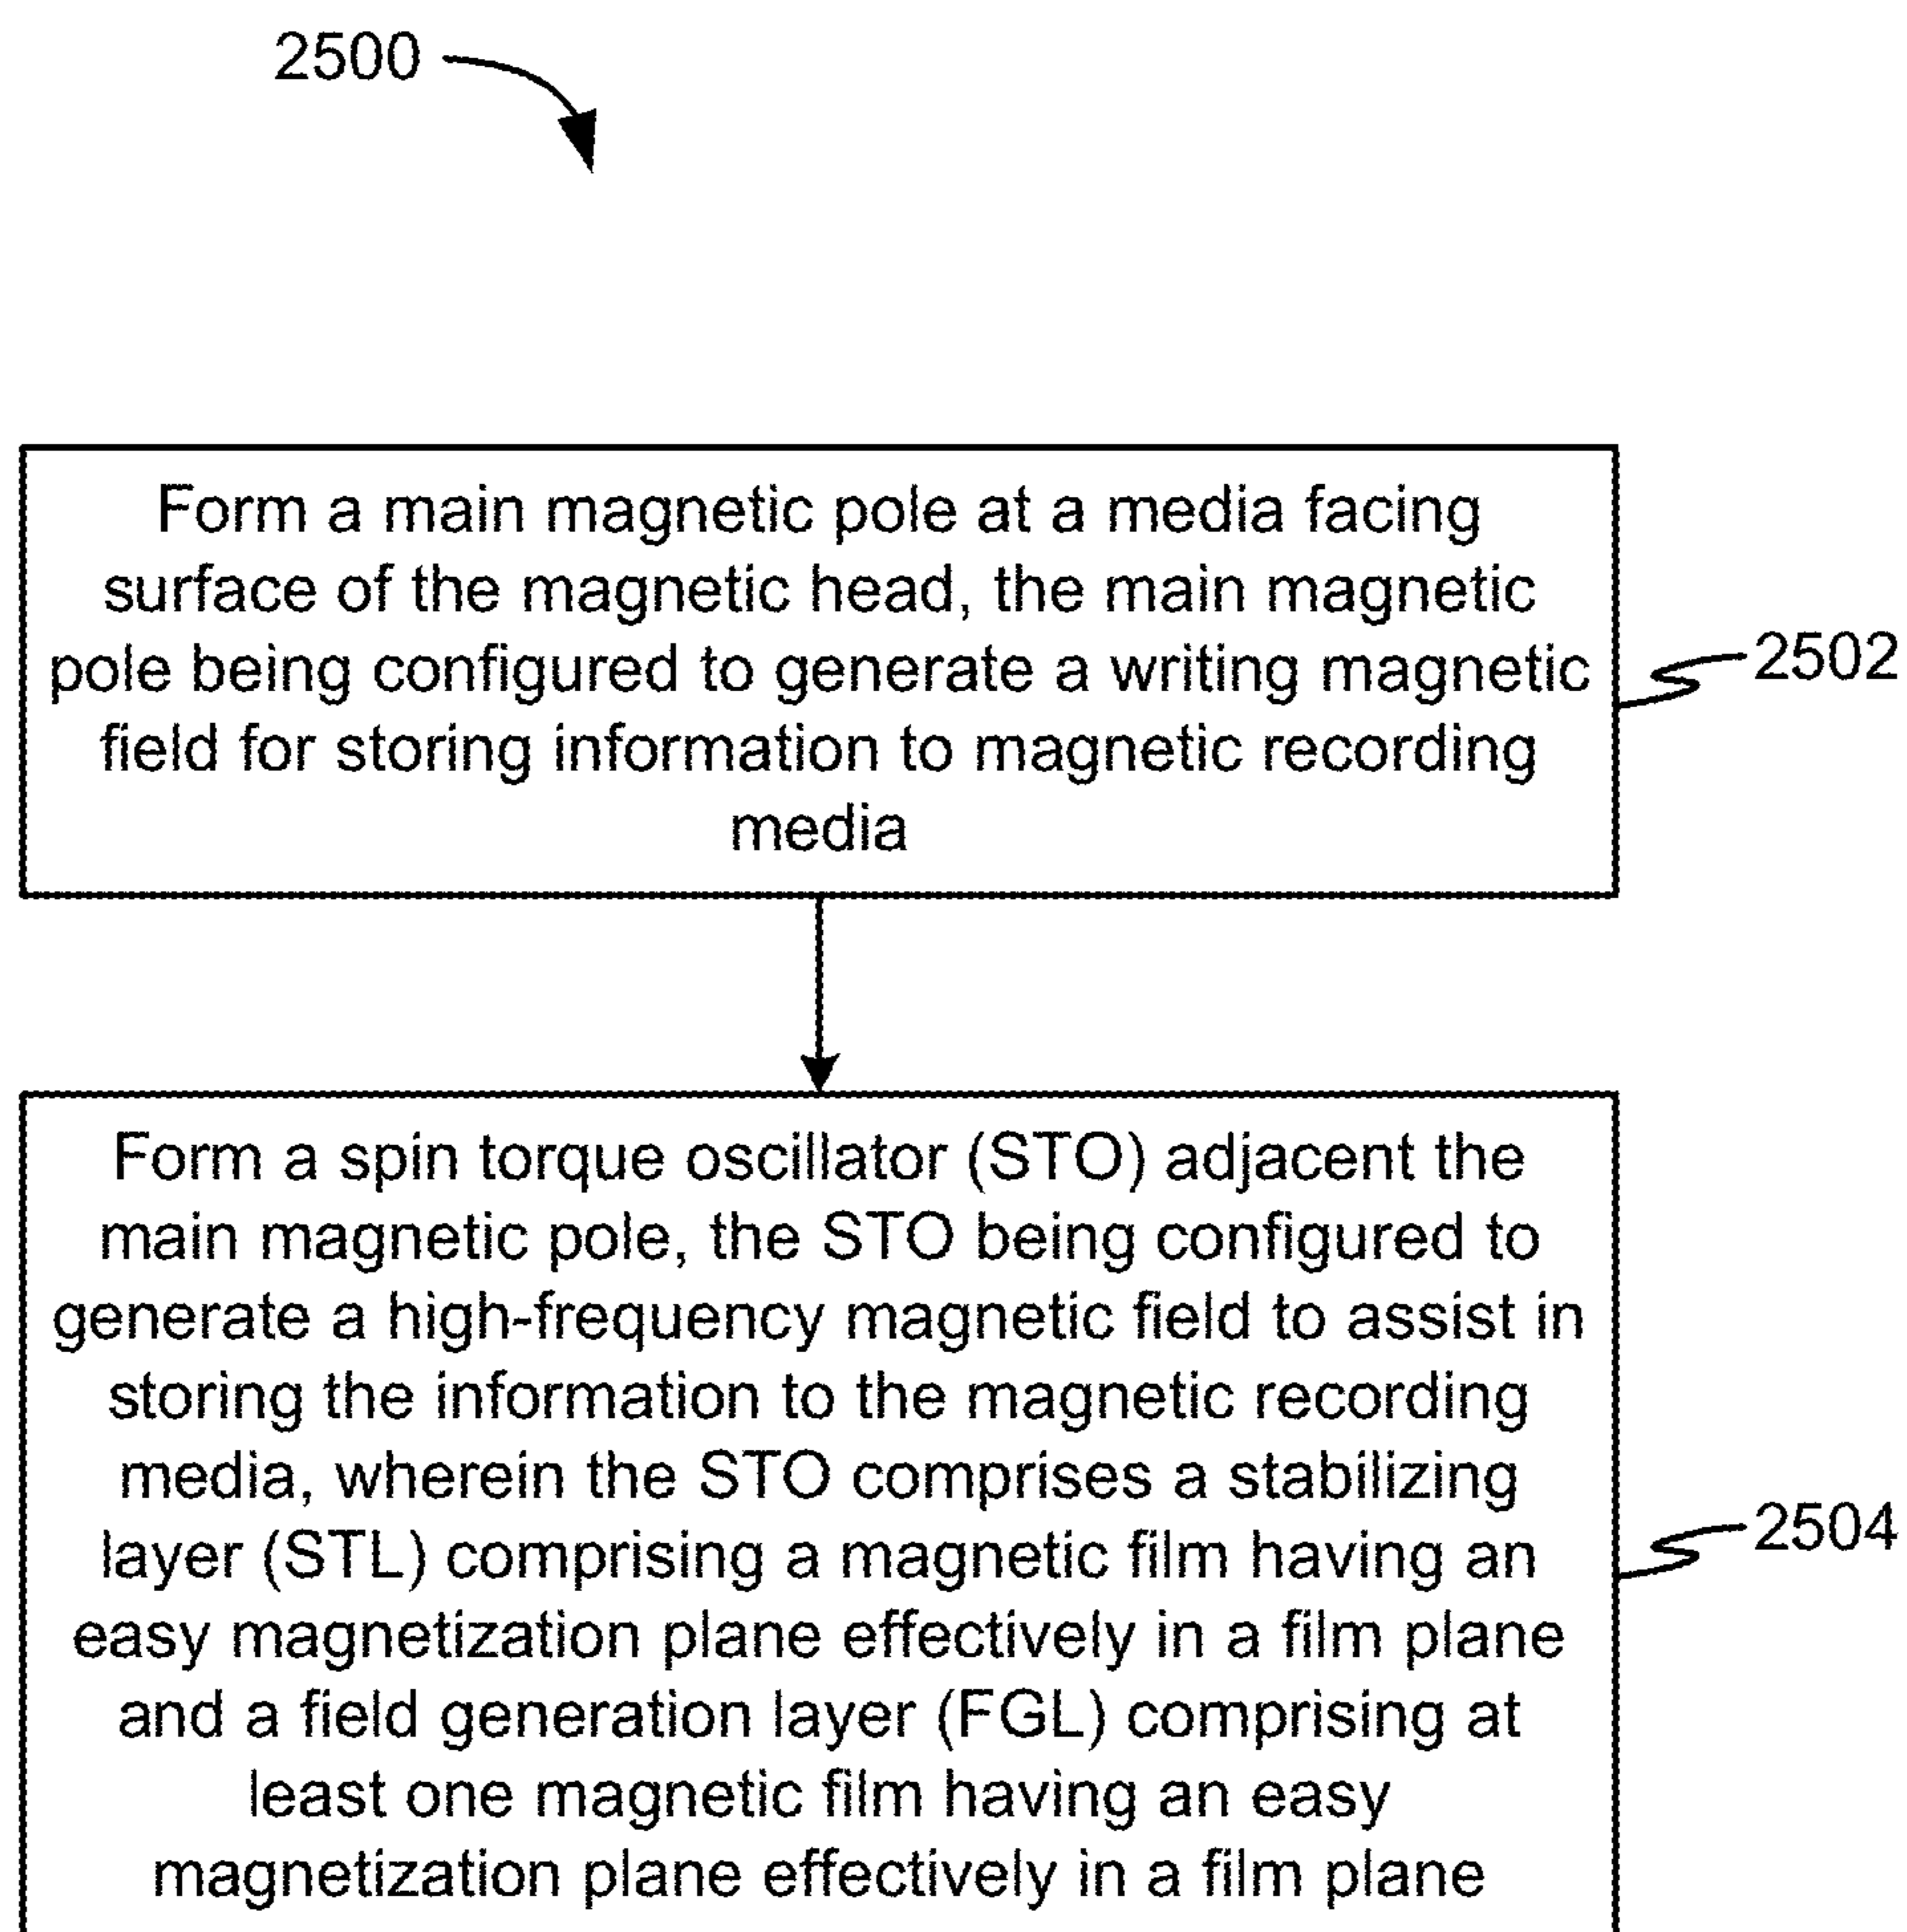 2500
Form a main magnetic pole at a media facing
surface of the magnetic head, the main magnetic
pole being configured to generate a writing magnetic
field for storing information to magnetic recording
media
2502
Form a spin torque oscillator (STO) adjacent the
main magnetic pole, the STO being configured to
generate a high-frequency magnetic field to assist in
storing the information to the magnetic recording
media, wherein the STO comprises a stabilizing
layer (STL) comprising a magnetic film having an
easy magnetization plane effectively in a film plane
and a field generation layer (FGL) comprising at
least one magnetic film having an easy
magnetization plane effectively in a film plane
2504